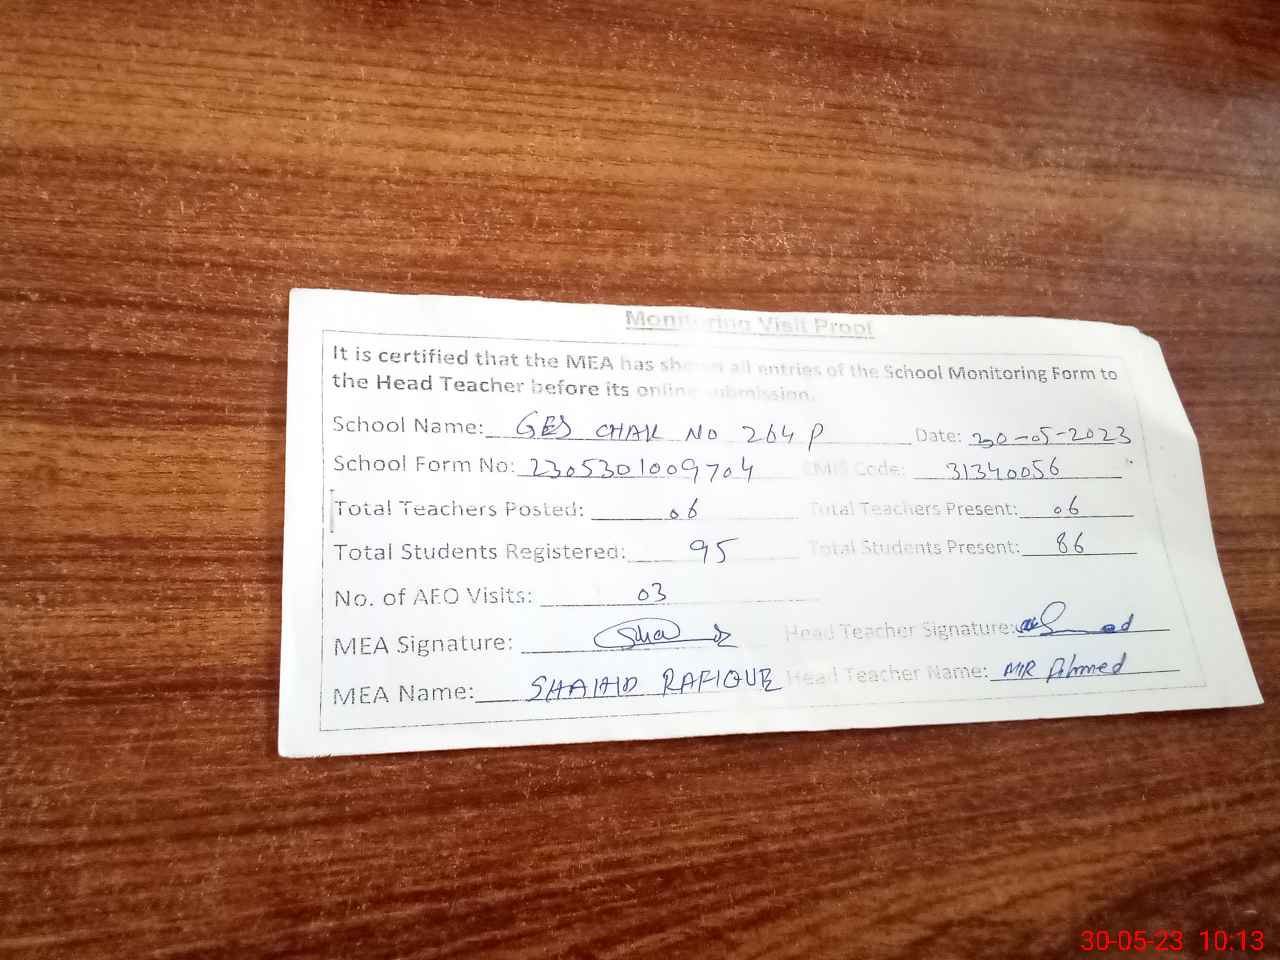 Monitoring Visit Proof
It is certified that the MEA has shown all entries of the School Monitoring Form to
the Head Teacher before its online submission.
School Name: GES CHAK NO 264 P Date: 30-05-2023
School Form No: 2305301009704 EMIS Code: 31340056
Total Teachers Posted: 06 Total Teachers Present: 06
Total Students Registered: 95 Total Students Present: 86
No. of AEO Visits: 03
MEA Signature: Head Teacher Signature:
MEA Name: SHAHID RAFIQUE Head Teacher Name: MIR Ahmed
30-05-23 10:13